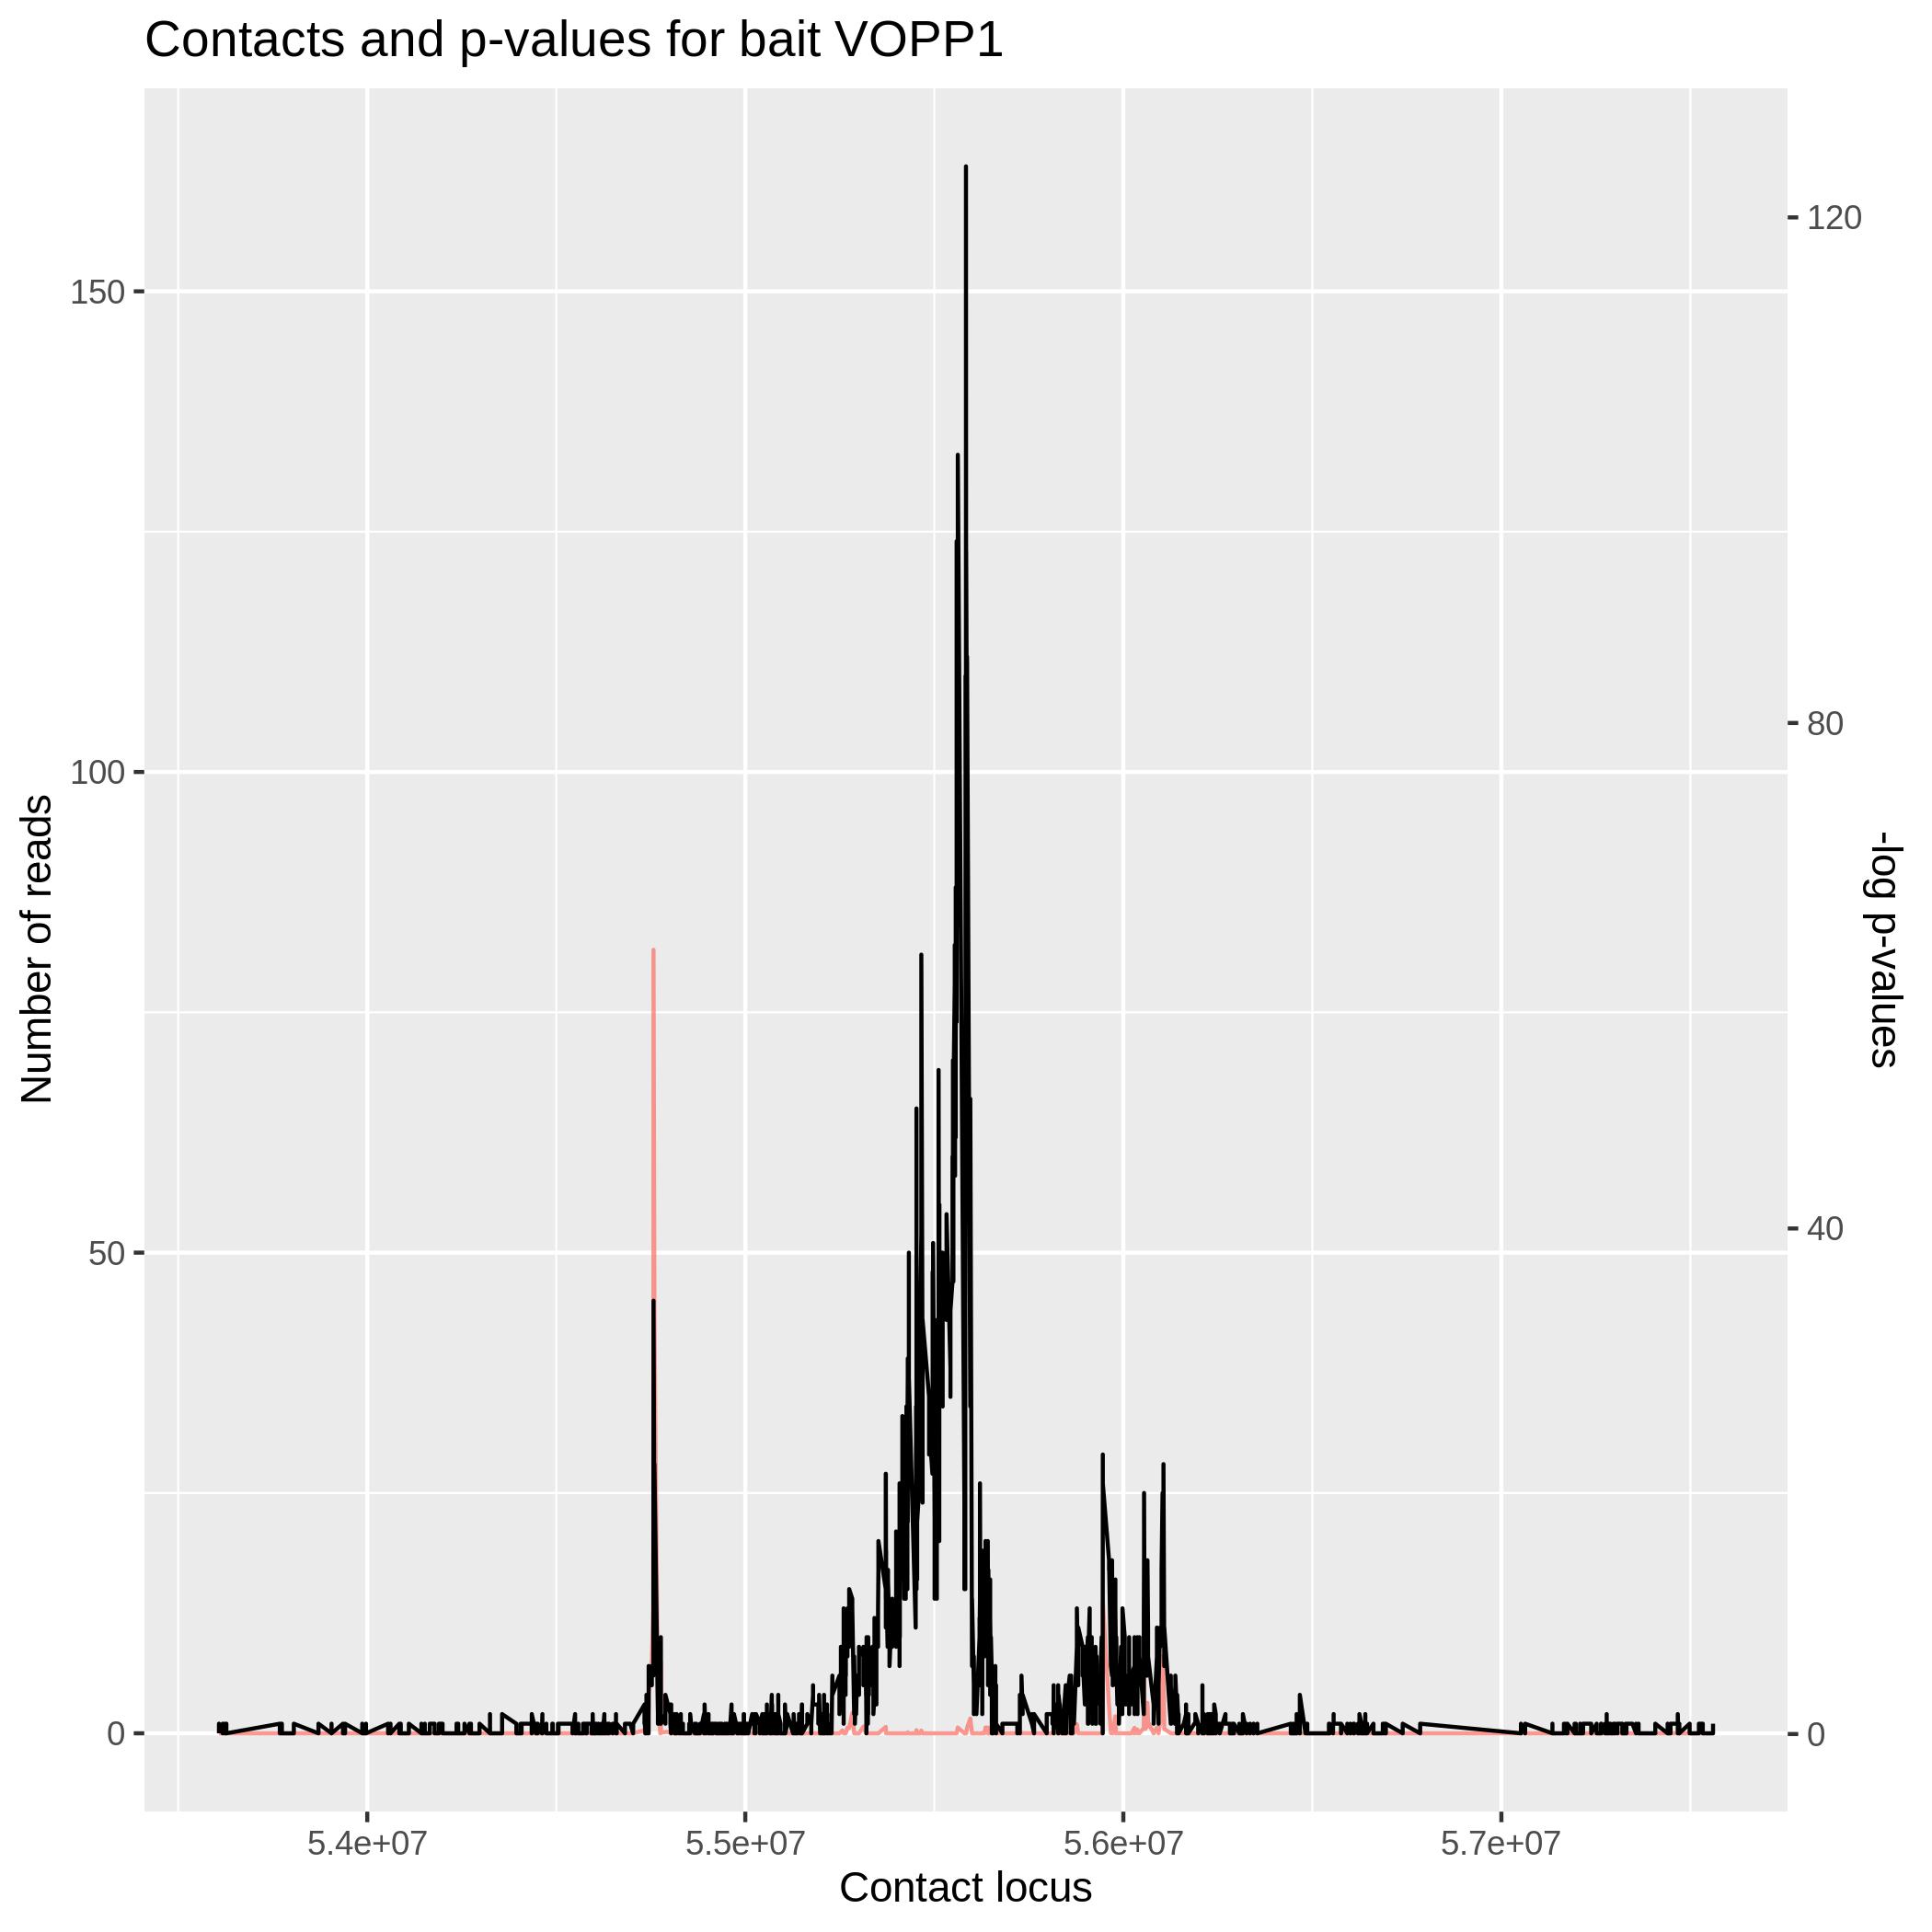 Contacts and p-values for bait VOPP1
150
100
50
0
Number of reads
120
80
40
0
-log p-values
5.4e+07
5.5e+07
5.6e+07
5.7e+07
Contact locus